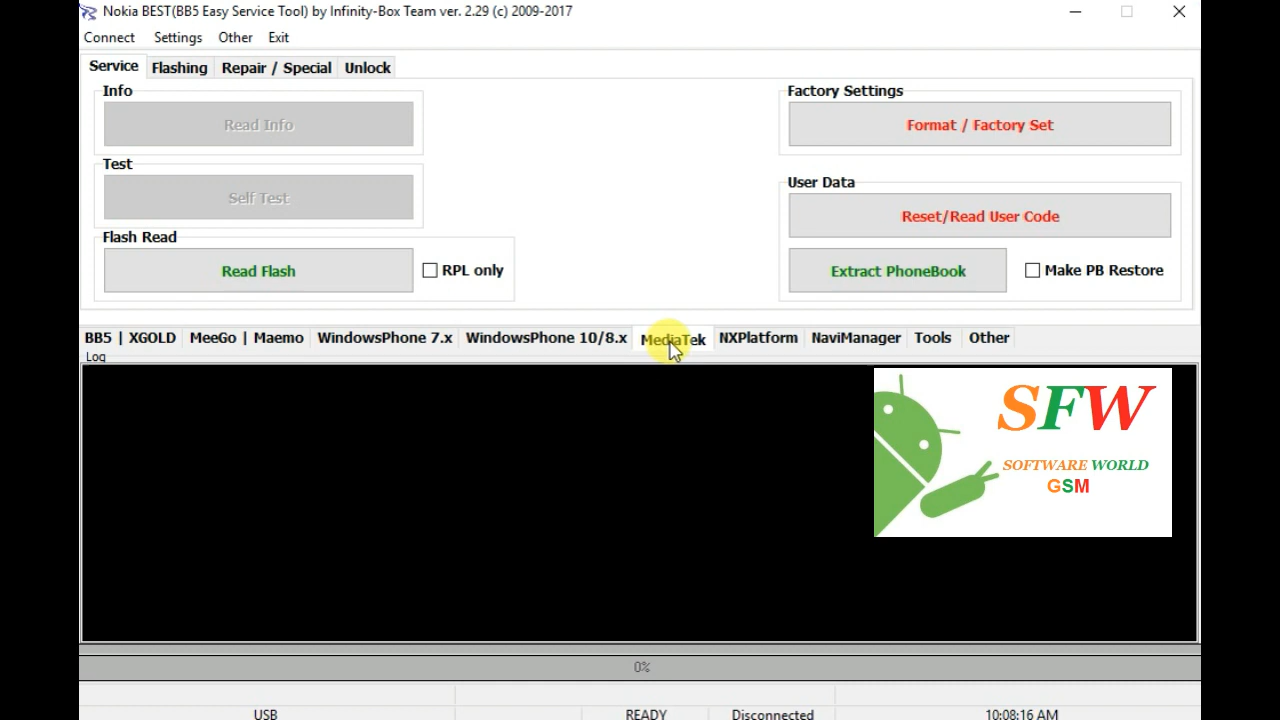 Nokia BEST(BB5 Easy Service Tool) by Infinity-Box Team ver. 2.29 (c) 2009-2017
Connect Settings Other Exit
Service Flashing Repair / Special Unlock
Info
Read Info
Factory Settings
Format / Factory Set
Test
Self Test
User Data
Reset/Read User Code
Flash Read
Read Flash RPL only
Extract PhoneBook Make PB Restore
BB5 | XGOLD MeeGo | Maemo WindowsPhone 7.x WindowsPhone 10/8.x MediaTek NXPlatform NaviManager Tools Other
Log
SFW
SOFTWARE WORLD
GSM
0%
USB READY Disconnected 10:08:16 AM